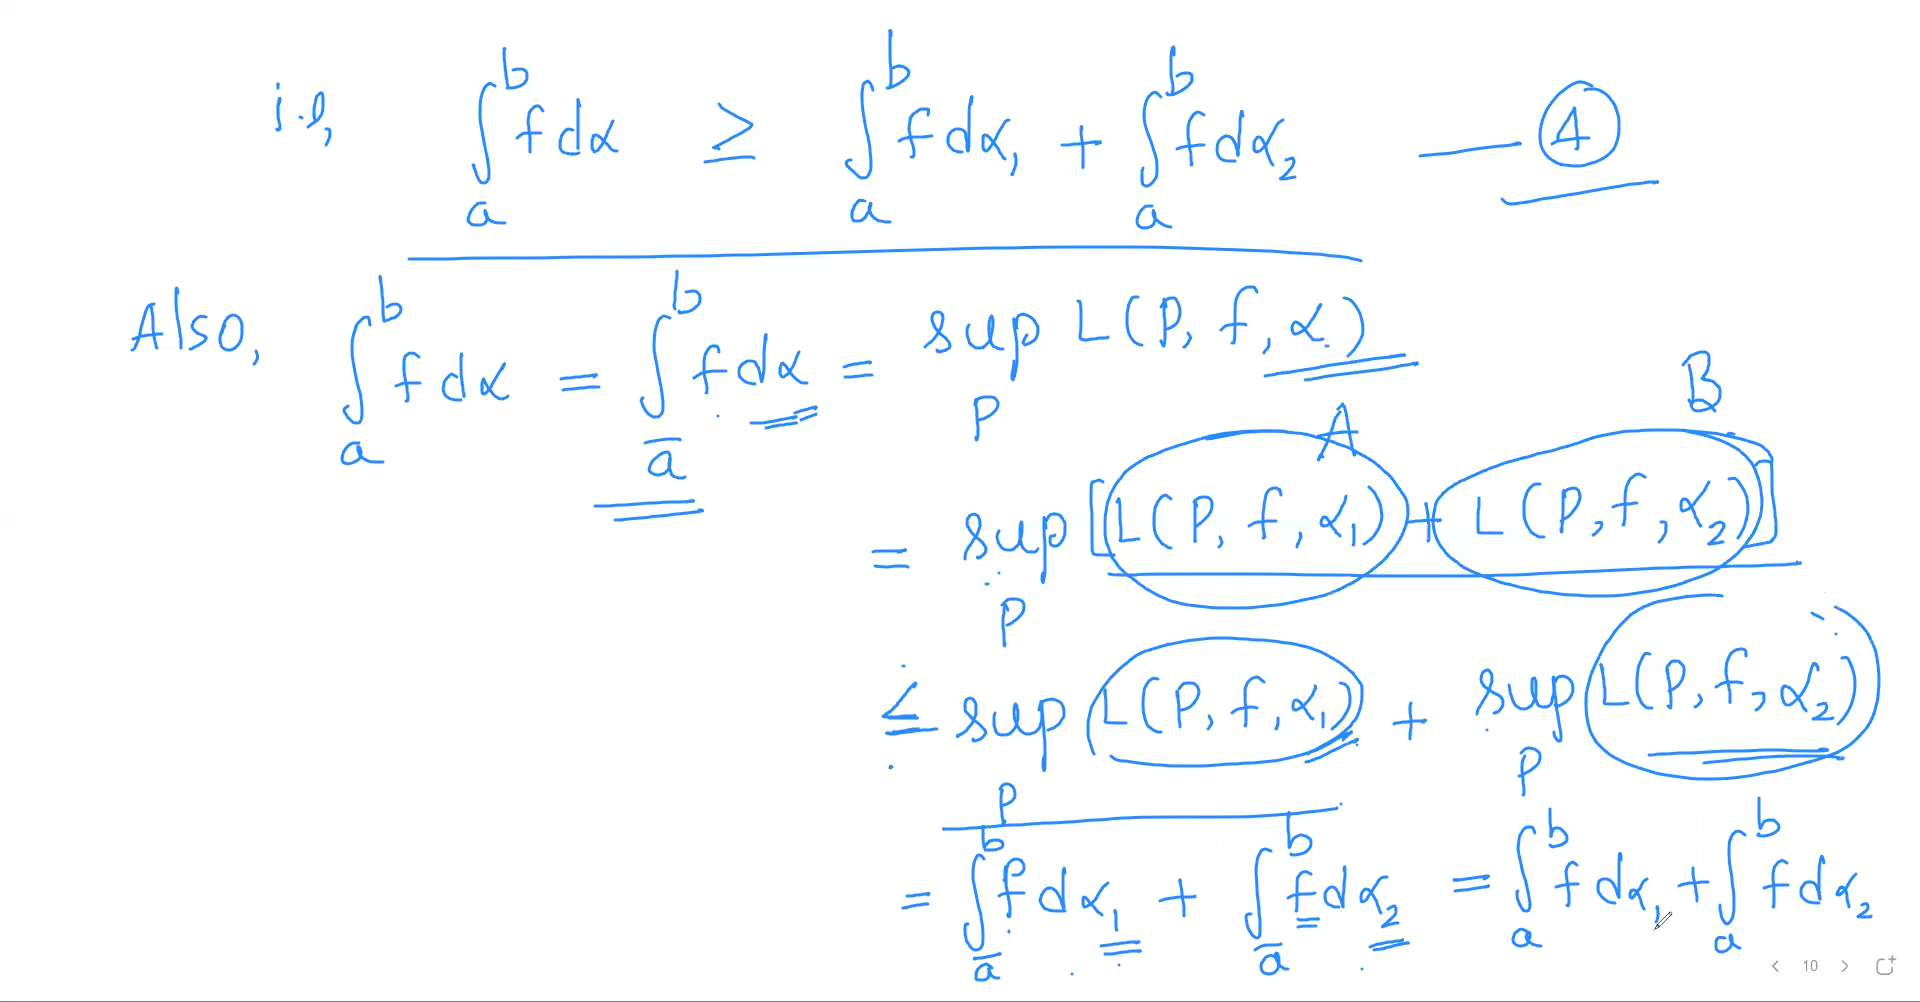 i.e, ∫_a^b f dα ≥ ∫_a^b f dα₁ + ∫_a^b f dα₂ — ④
Also, ∫_a^b f dα = ∫_a̅^b f dα = sup_P L(P, f, α)
A B
= sup_P [L(P, f, α₁) + L(P, f, α₂)]
≤ sup_P L(P, f, α₁) + sup_P L(P, f, α₂)
= ∫_a̅^b f dα₁ + ∫_a̅^b f dα₂ = ∫_a^b f dα₁ + ∫_a^b f dα₂
< 10 >